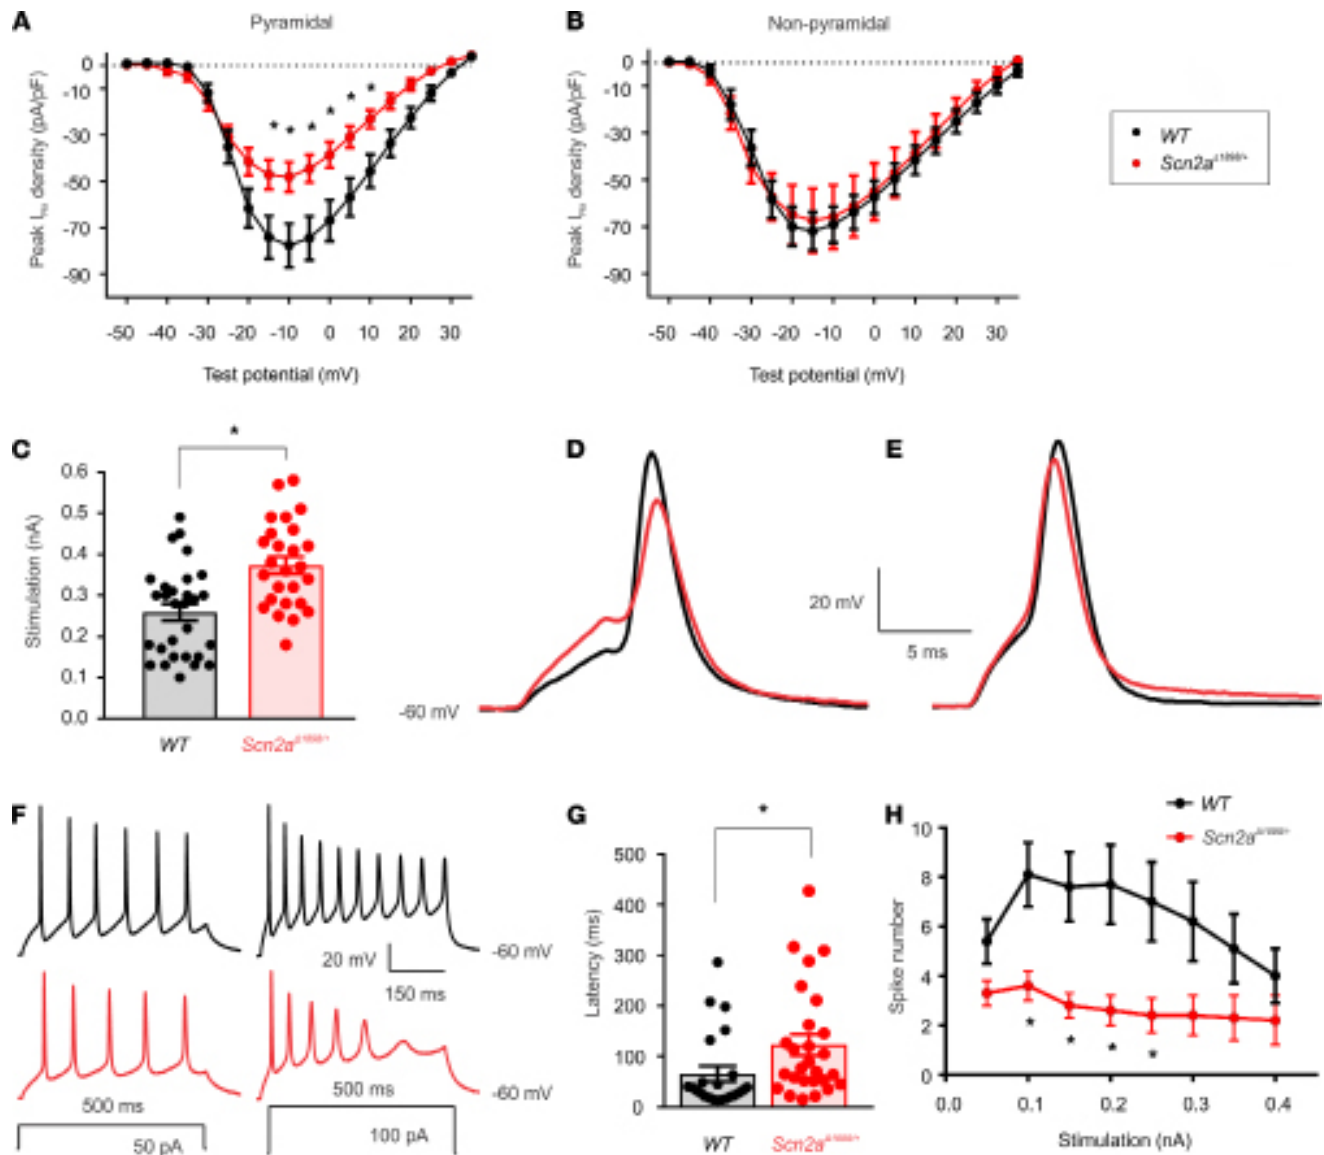 A
Pyramidal
B
Non-pyramidal
Peak I_Na density (pA/pF)
0
-10
-30
-50
-70
-90
* * * * * *
-50 -40 -30 -20 -10 0 10 20 30
Test potential (mV)
Peak I_Na density (pA/pF)
0
-10
-30
-50
-70
-90
-50 -40 -30 -20 -10 0 10 20 30
Test potential (mV)
WT
Scn2a
C
*
Stimulation (nA)
0.6
0.5
0.4
0.3
0.2
0.1
0.0
WT
Scn2a
D
-60 mV
E
20 mV
5 ms
F
-60 mV
20 mV
150 ms
-60 mV
500 ms
50 pA
500 ms
100 pA
G
*
Latency (ms)
500
400
300
200
100
0
WT
Scn2a
H
WT
Scn2a
Spike number
10
8
6
4
2
0
* * * *
0.0 0.1 0.2 0.3 0.4
Stimulation (nA)